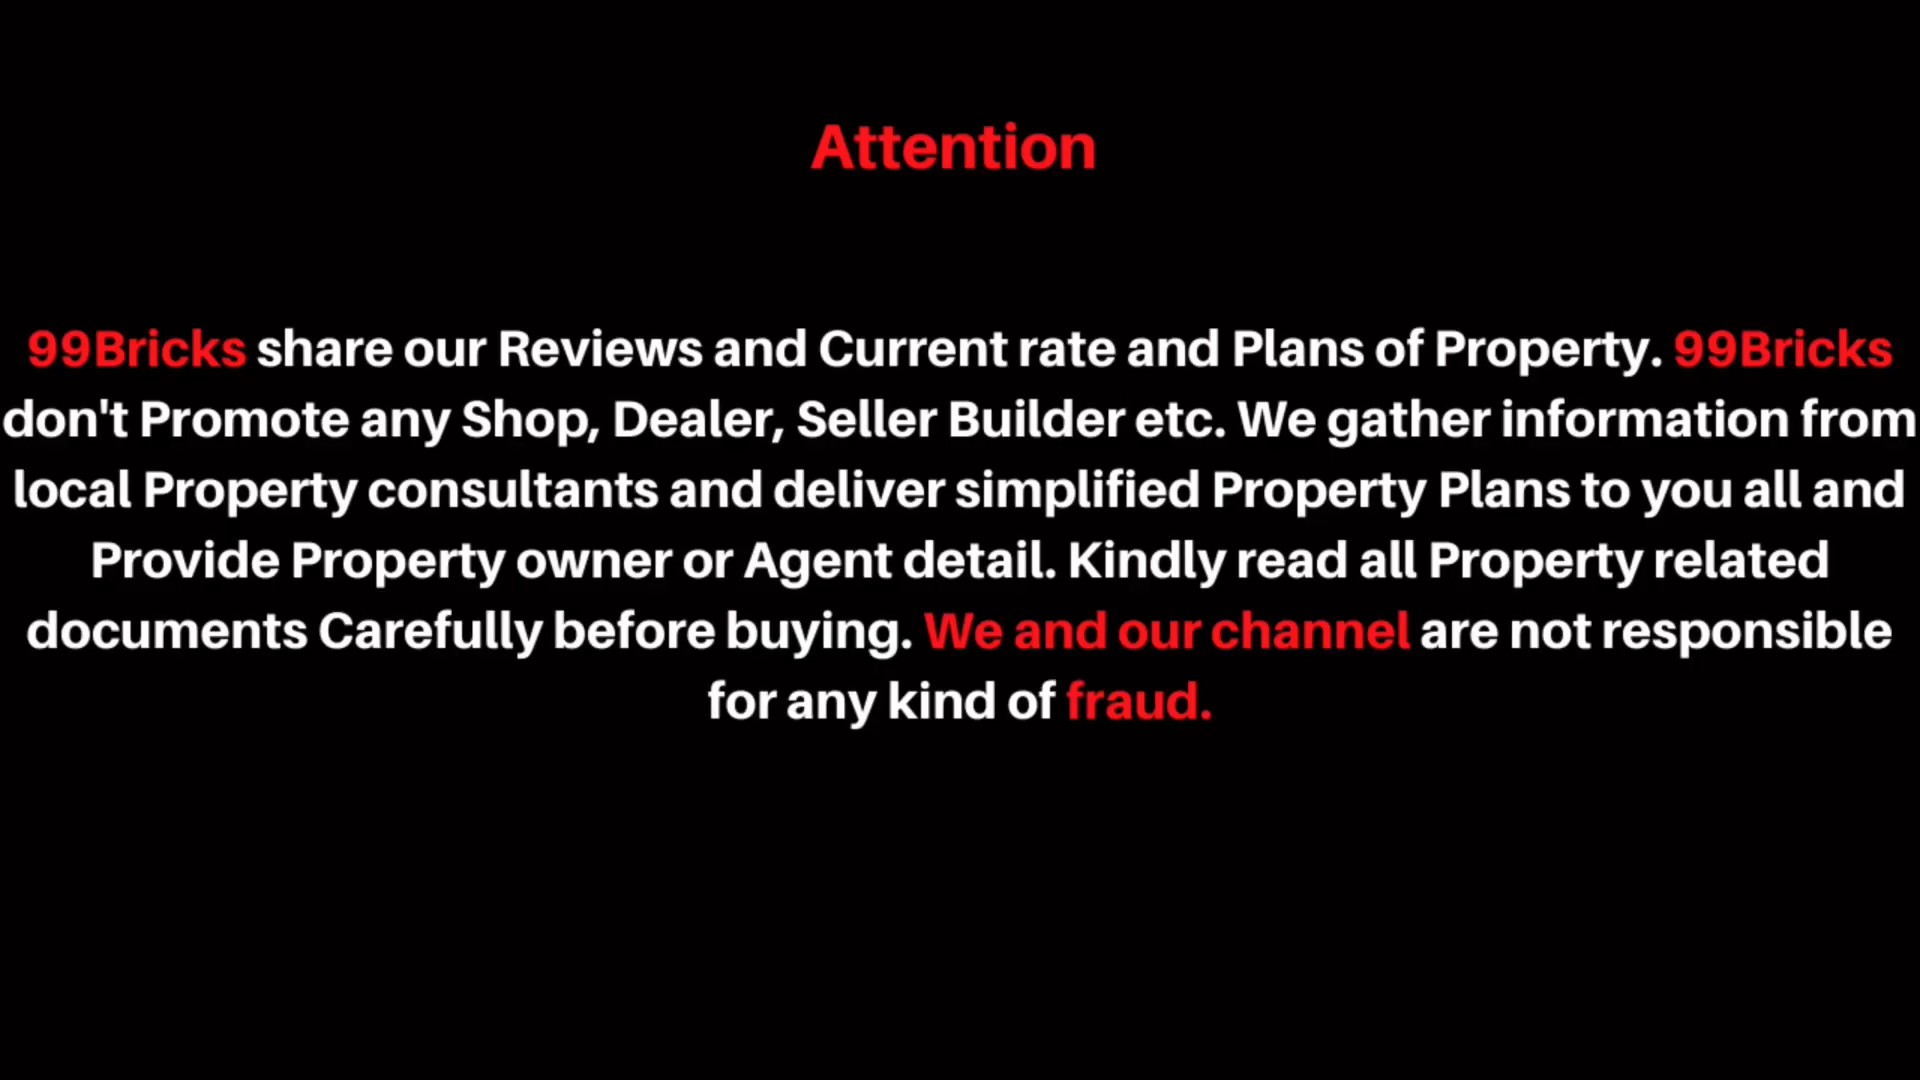 Attention
99Bricks share our Reviews and Current rate and Plans of Property. 99Bricks
don't Promote any Shop, Dealer, Seller Builder etc. We gather information from
local Property consultants and deliver simplified Property Plans to you all and
Provide Property owner or Agent detail. Kindly read all Property related
documents Carefully before buying. We and our channel are not responsible
for any kind of fraud.